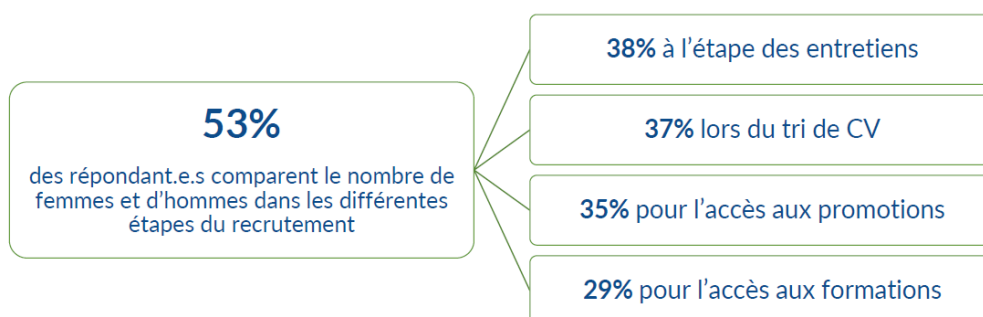 53%
des répondant.e.s comparent le nombre de
femmes et d’hommes dans les différentes
étapes du recrutement
38% à l’étape des entretiens
37% lors du tri de CV
35% pour l’accès aux promotions
29% pour l’accès aux formations